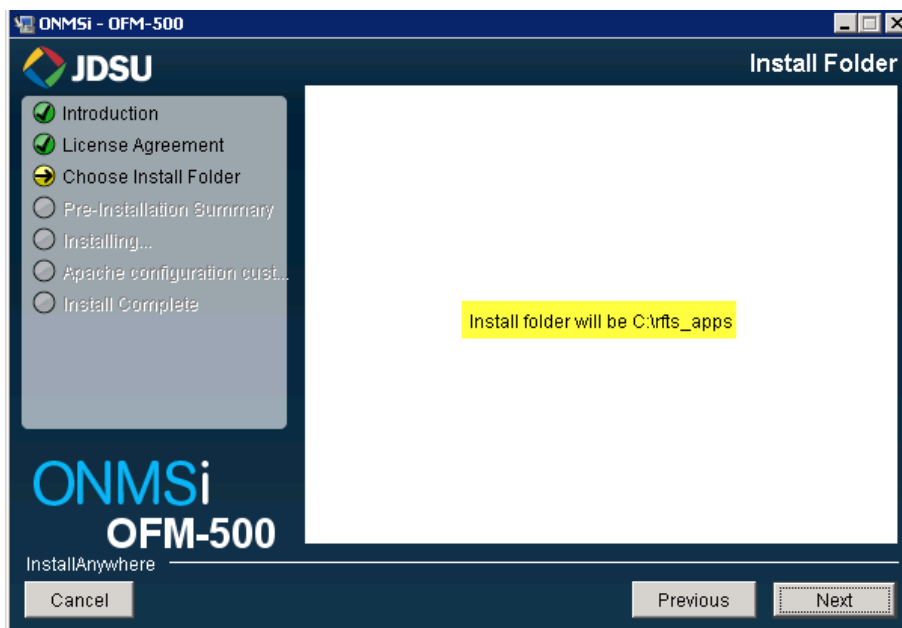 ONMSi - OFM-500
JDSU
Install Folder
Introduction
License Agreement
Choose Install Folder
Pre-Installation Summary
Installing...
Apache configuration cust...
Install Complete
Install folder will be C:\rfts_apps
ONMSi
OFM-500
InstallAnywhere
Cancel
Previous
Next